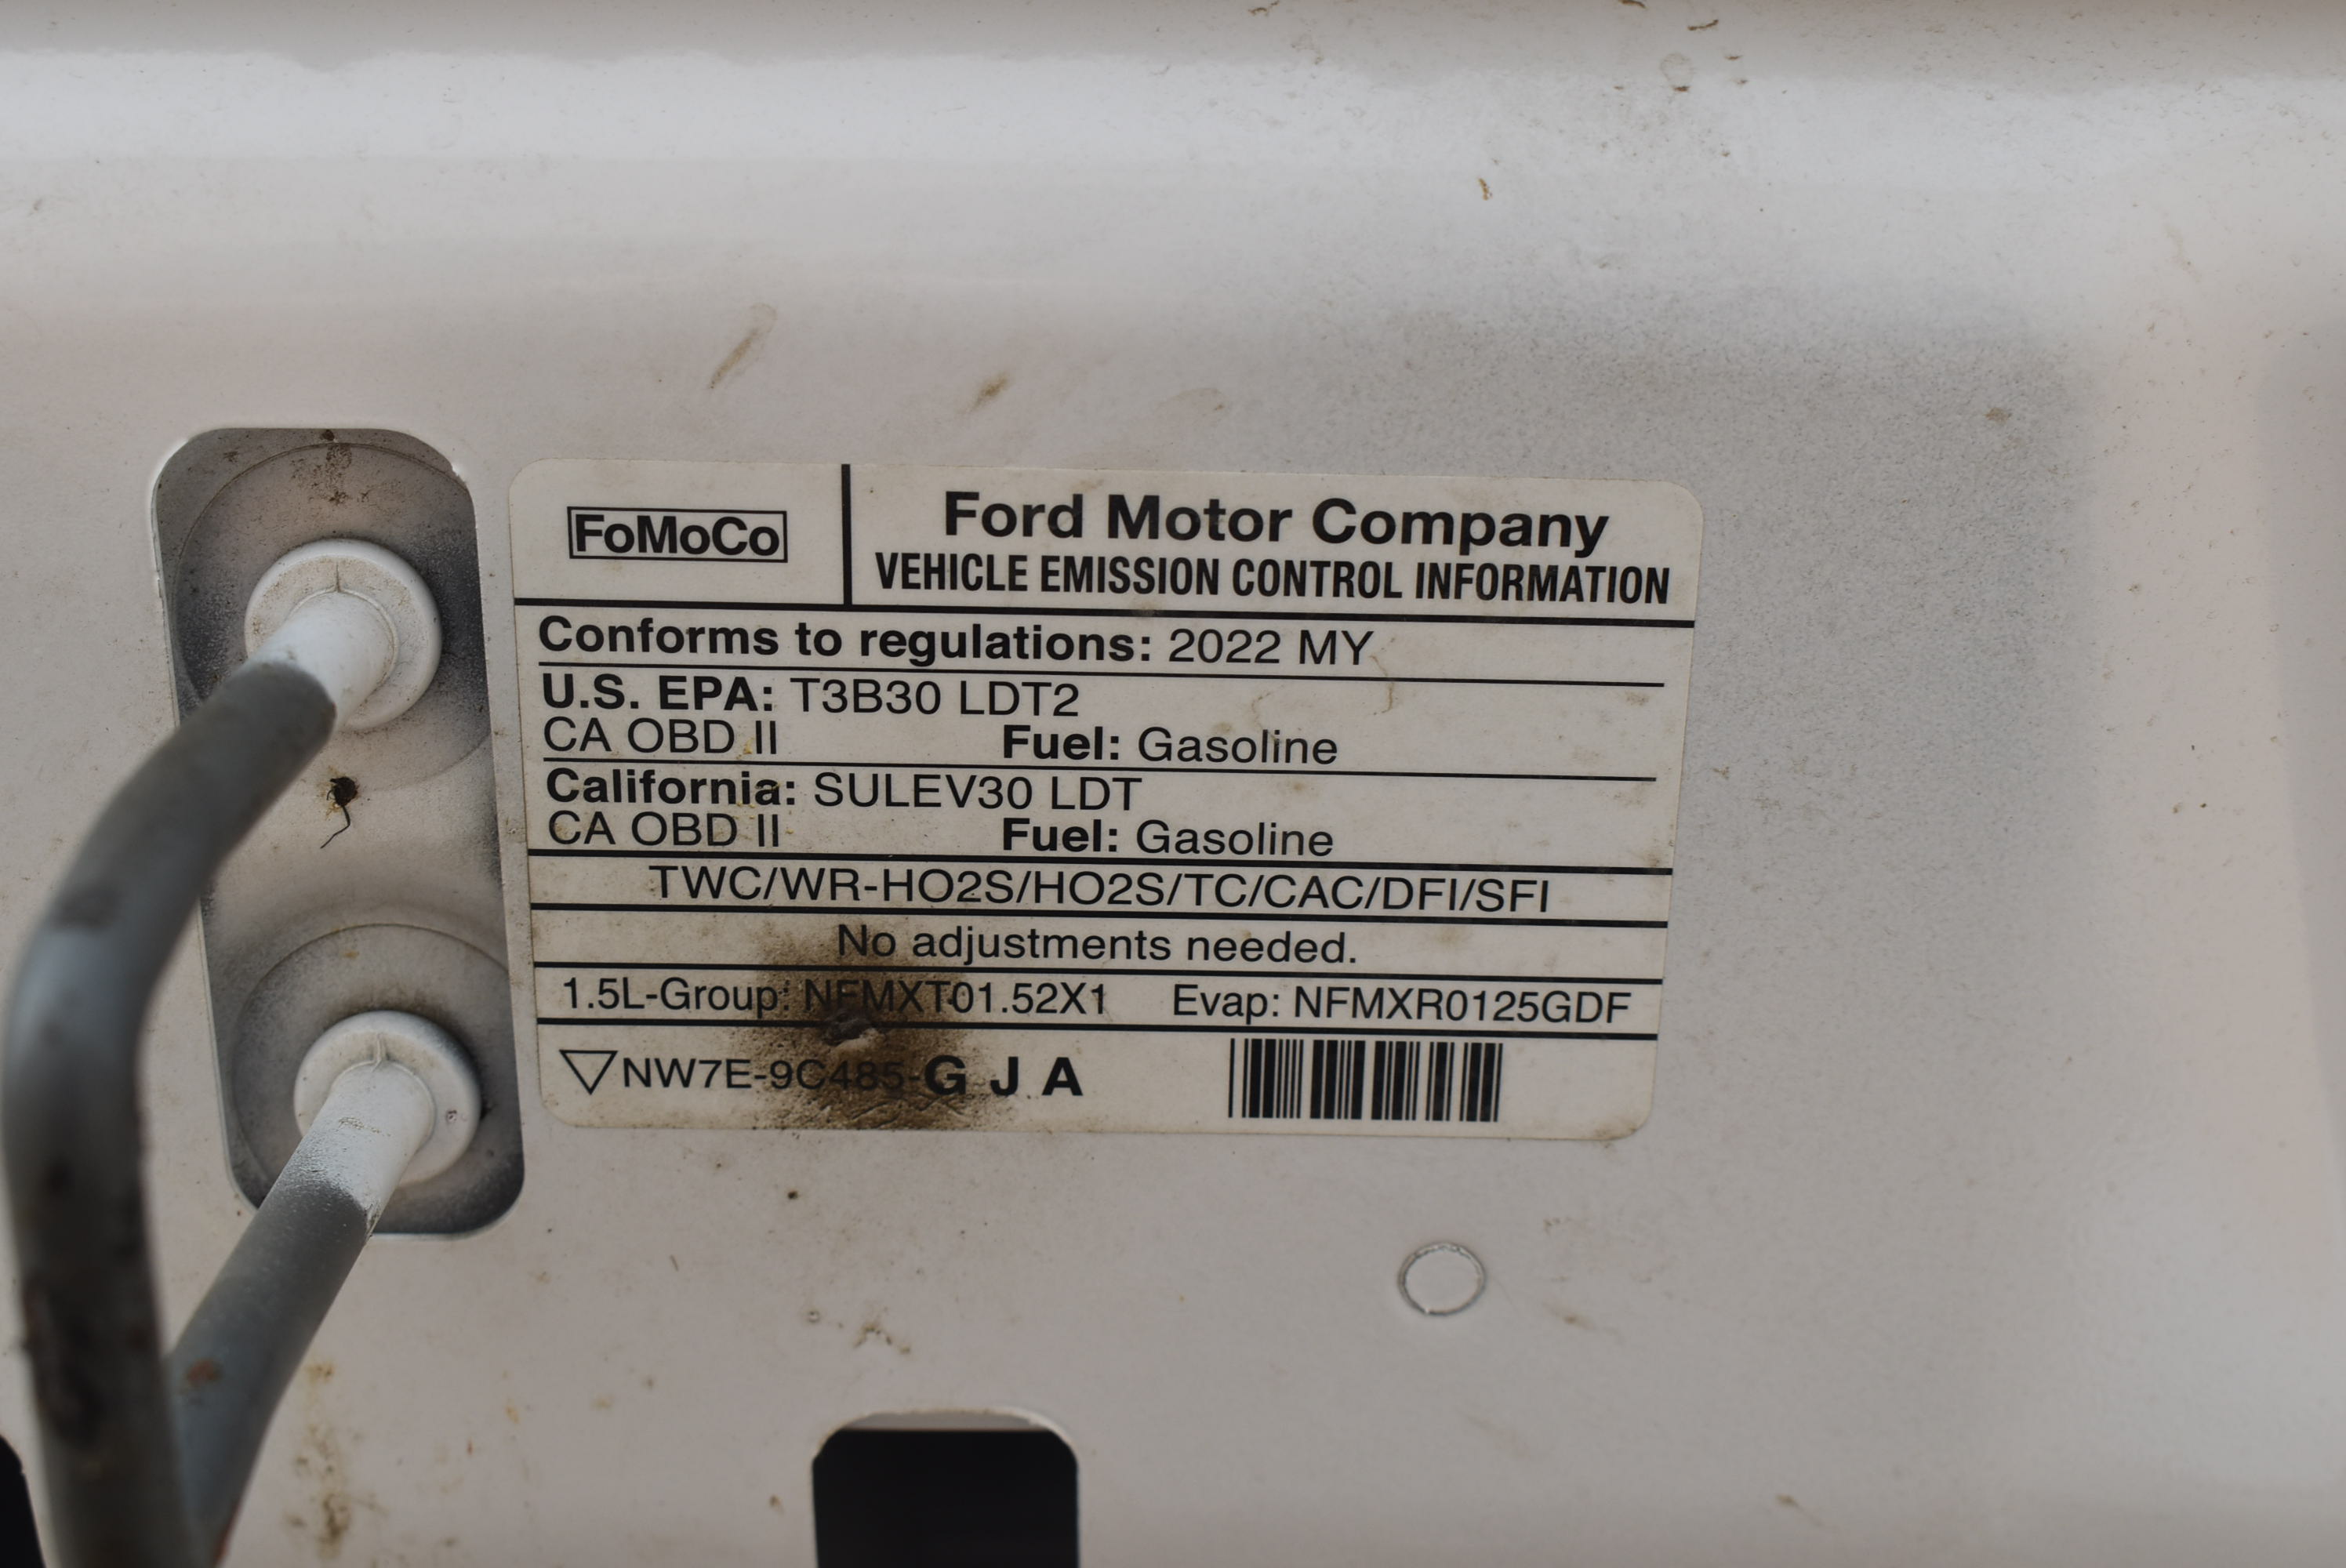 FoMoCo
Ford Motor Company
VEHICLE EMISSION CONTROL INFORMATION
Conforms to regulations: 2022 MY
U.S. EPA: T3B30 LDT2
CA OBD II Fuel: Gasoline
California: SULEV30 LDT
CA OBD II Fuel: Gasoline
TWC/WR-HO2S/HO2S/TC/CAC/DFI/SFI
No adjustments needed.
1.5L-Group: NFMXT01.52X1 Evap: NFMXR0125GDF
▽NW7E-9C485-G J A